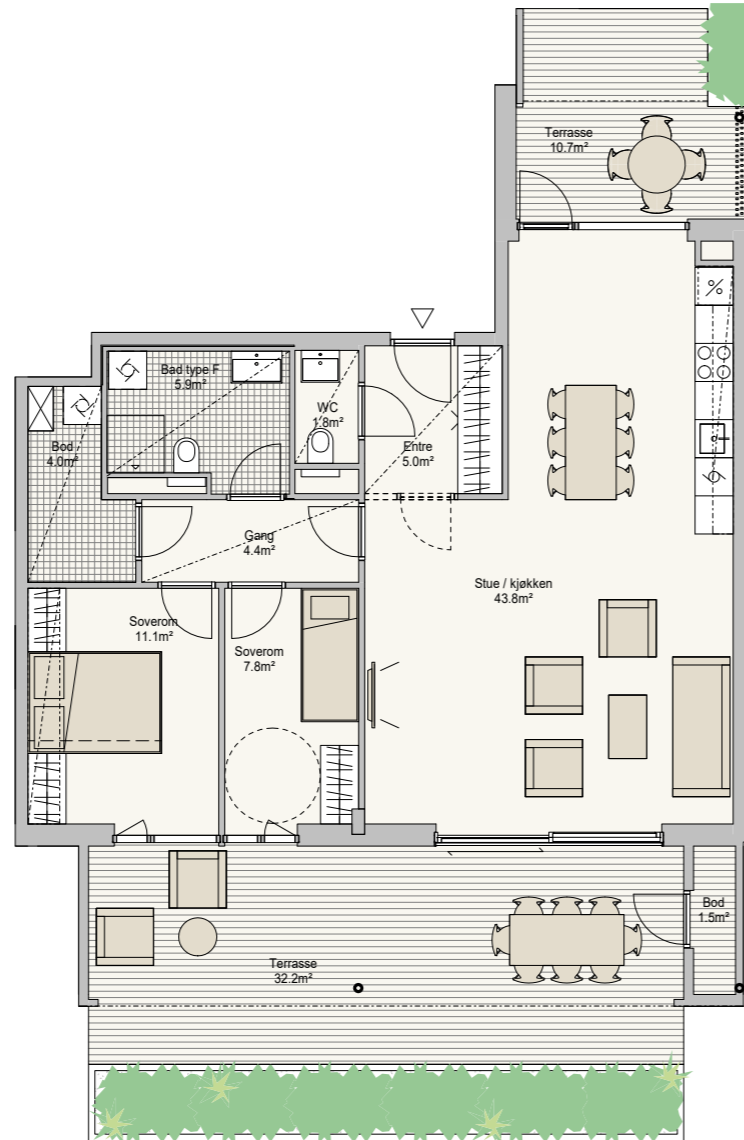 Terrasse
10.7m²
Bad type F
5.9m²
WC
1.8m²
Bod
4.0m²
Entre
5.0m²
Gang
4.4m²
Stue / kjøkken
43.8m²
Soverom
11.1m²
Soverom
7.8m²
Bod
1.5m²
Terrasse
32.2m²